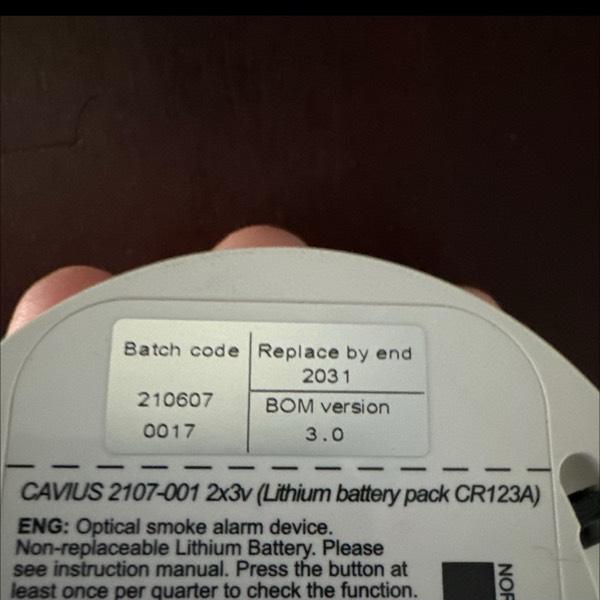 Batch code
210607
0017
Replace by end
2031
BOM version
3.0
CAVIUS 2107-001 2x3v (Lithium battery pack CR123A)
ENG: Optical smoke alarm device.
Non-replaceable Lithium Battery. Please
see instruction manual. Press the button at
least once per quarter to check the function.